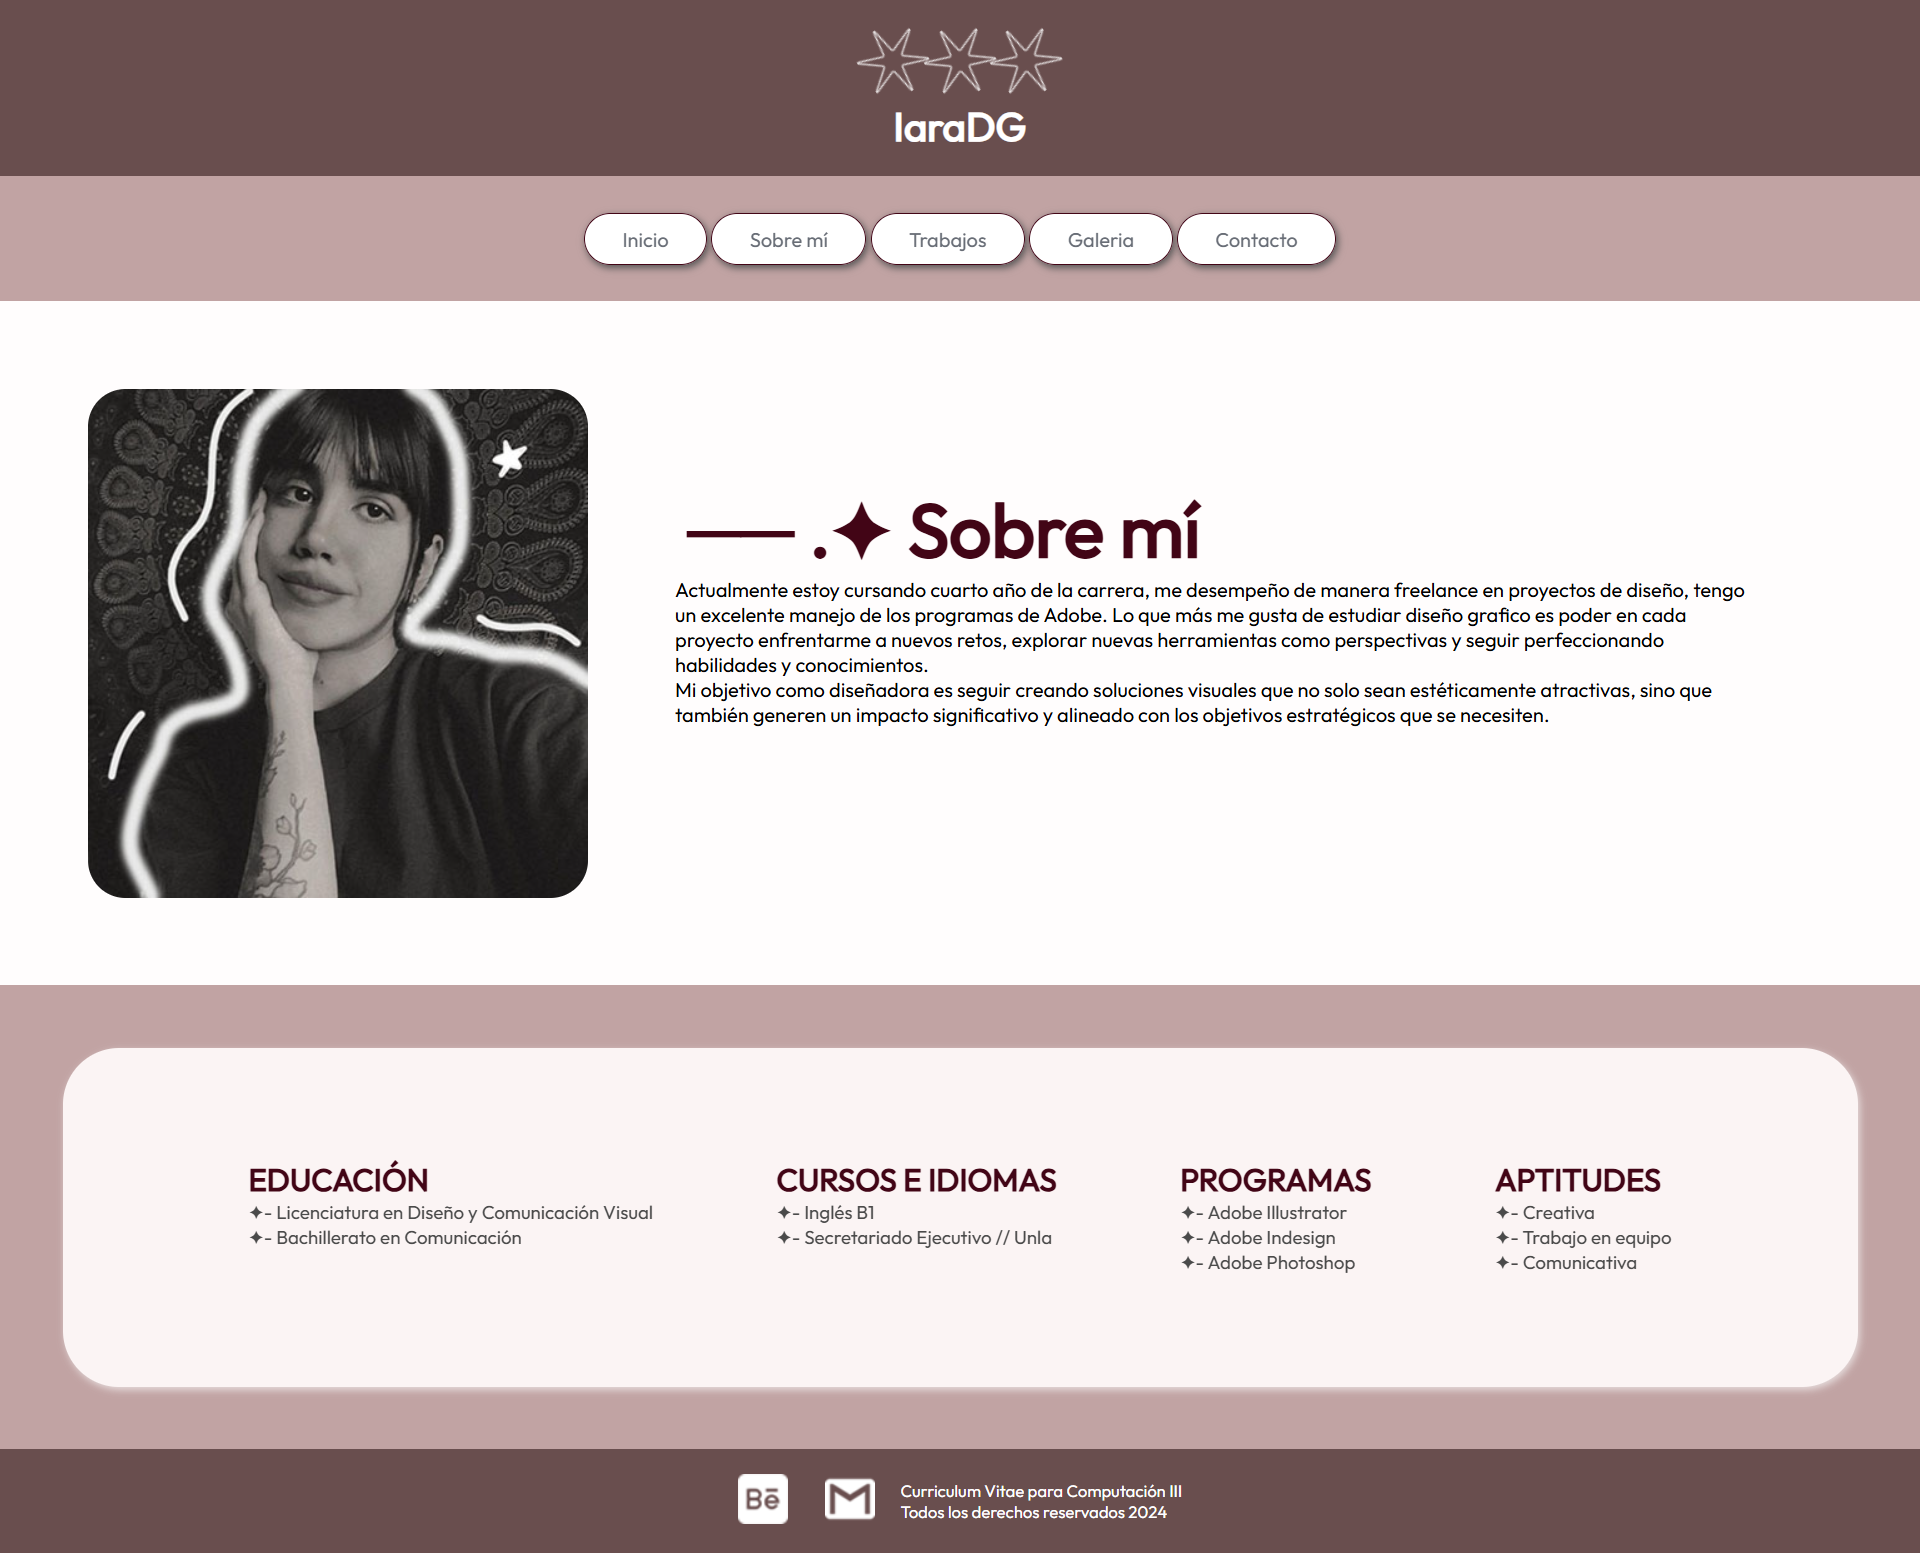 laraDG
Inicio
Sobre mí
Trabajos
Galeria
Contacto
—— .✦ Sobre mí
Actualmente estoy cursando cuarto año de la carrera, me desempeño de manera freelance en proyectos de diseño, tengo
un excelente manejo de los programas de Adobe. Lo que más me gusta de estudiar diseño grafico es poder en cada
proyecto enfrentarme a nuevos retos, explorar nuevas herramientas como perspectivas y seguir perfeccionando
habilidades y conocimientos.
Mi objetivo como diseñadora es seguir creando soluciones visuales que no solo sean estéticamente atractivas, sino que
también generen un impacto significativo y alineado con los objetivos estratégicos que se necesiten.
EDUCACIÓN
✦- Licenciatura en Diseño y Comunicación Visual
✦- Bachillerato en Comunicación
CURSOS E IDIOMAS
✦- Inglés B1
✦- Secretariado Ejecutivo // Unla
PROGRAMAS
✦- Adobe Illustrator
✦- Adobe Indesign
✦- Adobe Photoshop
APTITUDES
✦- Creativa
✦- Trabajo en equipo
✦- Comunicativa
Bē
Curriculum Vitae para Computación III
Todos los derechos reservados 2024